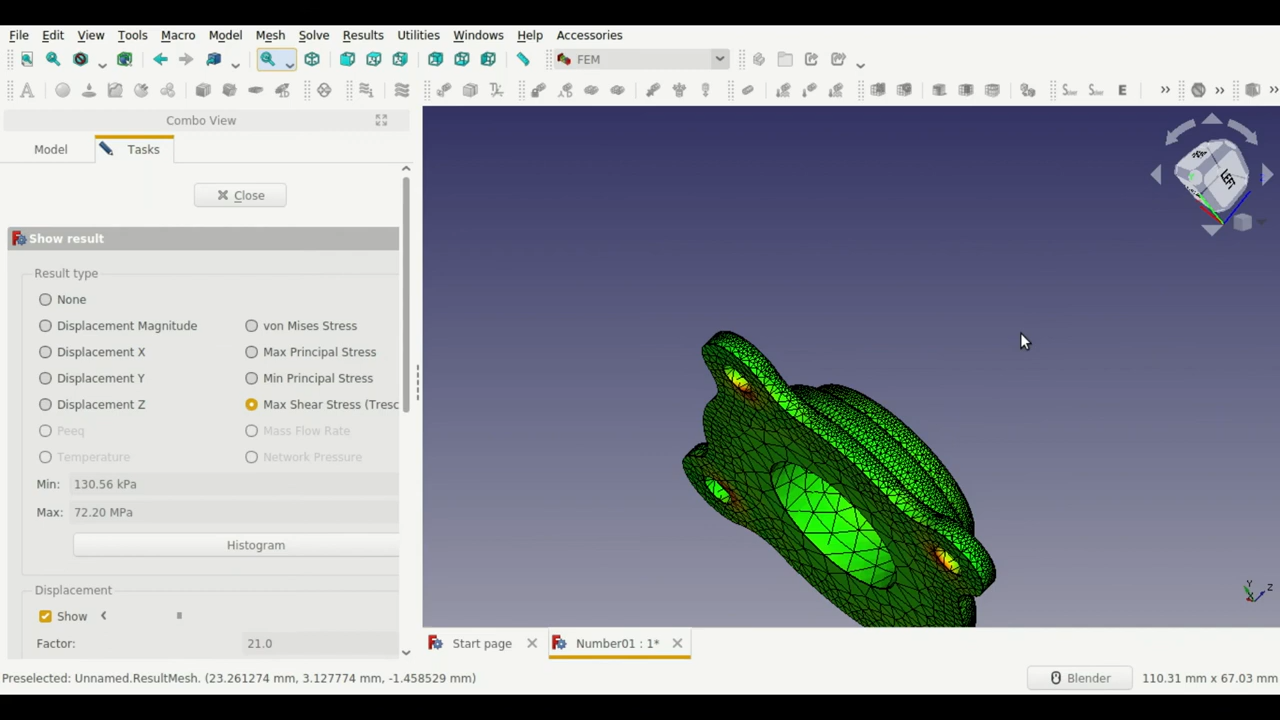 File Edit View Tools Macro Model Mesh Solve Results Utilities Windows Help Accessories
FEM
Combo View
Model Tasks
Close
Show result
Result type
None
Displacement Magnitude von Mises Stress
Displacement X Max Principal Stress
Displacement Y Min Principal Stress
Displacement Z Max Shear Stress (Tresc
Peeq Mass Flow Rate
Temperature Network Pressure
Min: 130.56 kPa
Max: 72.20 MPa
Histogram
Displacement
Show
Factor: 21.0
Y
Z
X
Start page Number01 : 1*
Preselected: Unnamed.ResultMesh. (23.261274 mm, 3.127774 mm, -1.458529 mm) Blender 110.31 mm x 67.03 mm